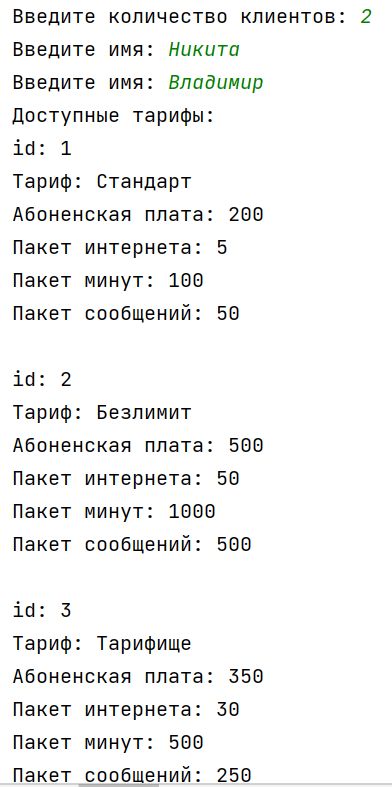 Введите количество клиентов: 2
Введите имя: Никита
Введите имя: Владимир
Доступные тарифы:
id: 1
Тариф: Стандарт
Абоненская плата: 200
Пакет интернета: 5
Пакет минут: 100
Пакет сообщений: 50
id: 2
Тариф: Безлимит
Абоненская плата: 500
Пакет интернета: 50
Пакет минут: 1000
Пакет сообщений: 500
id: 3
Тариф: Тарифище
Абоненская плата: 350
Пакет интернета: 30
Пакет минут: 500
Пакет сообщений: 250